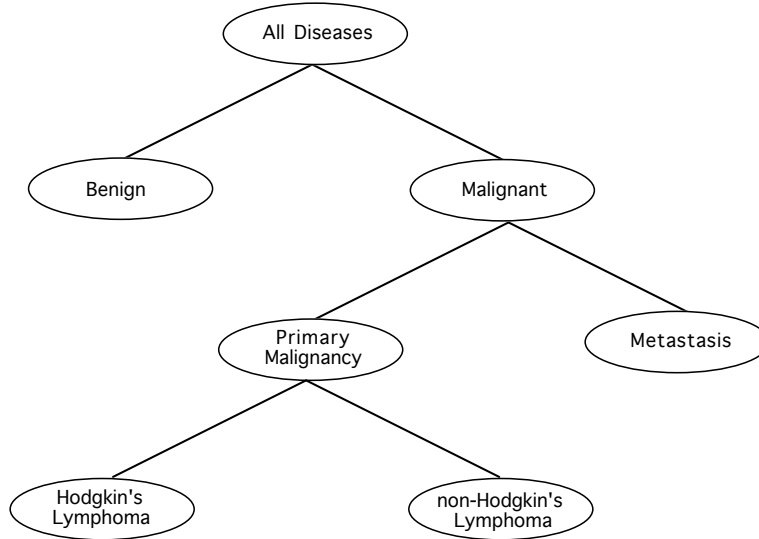 All Diseases
Benign
Malignant
Primary
Malignancy
Metastasis
Hodgkin's
Lymphoma
non-Hodgkin's
Lymphoma